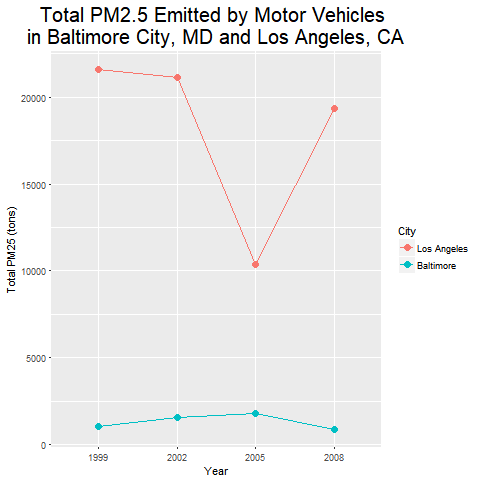 Total PM2.5 Emitted by Motor Vehicles
in Baltimore City, MD and Los Angeles, CA
20000
15000
10000
5000
0
Total PM25 (tons)
1999 2002 2005 2008
Year
City
Los Angeles
Baltimore